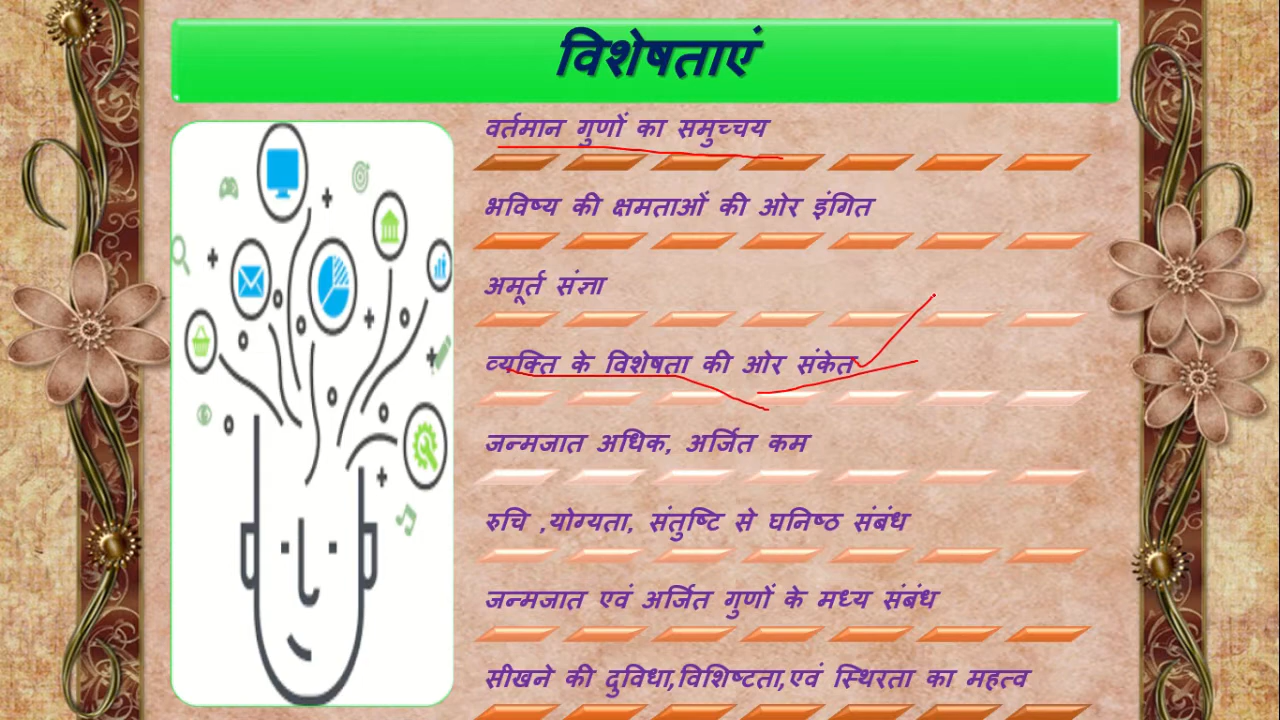 विशेषताएं
वर्तमान गुणों का समुच्चय
भविष्य की क्षमताओं की ओर इंगित
अमूर्त संज्ञा
व्यक्ति के विशेषता की ओर संकेत
जन्मजात अधिक, अर्जित कम
रुचि ,योग्यता, संतुष्टि से घनिष्ठ संबंध
जन्मजात एवं अर्जित गुणों के मध्य संबंध
सीखने की दुविधा,विशिष्टता,एवं स्थिरता का महत्व